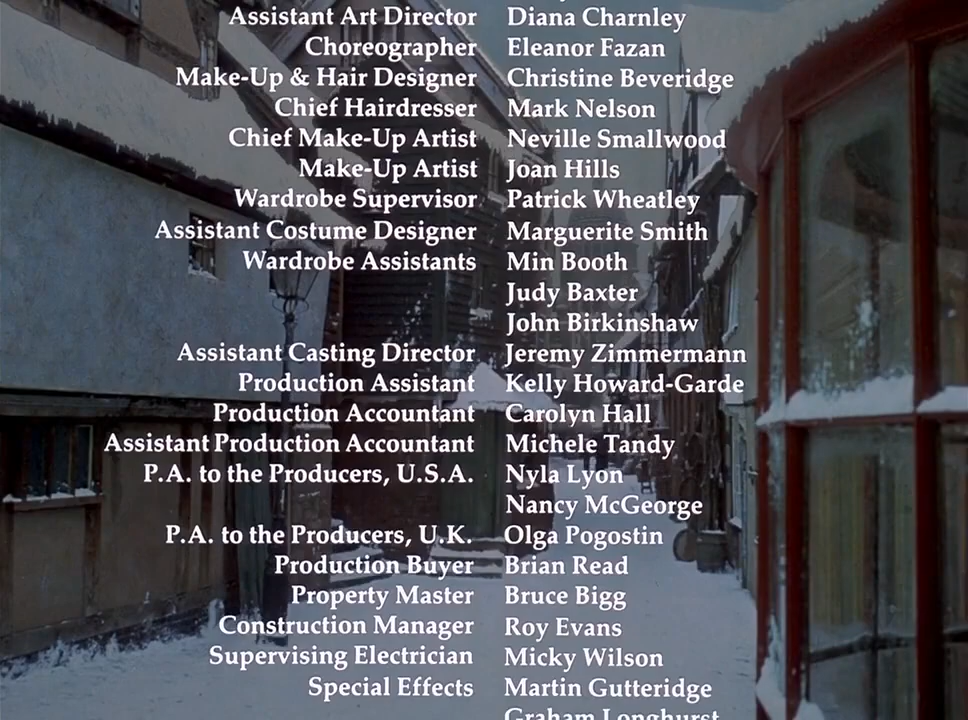 Assistant Art Director Diana Charnley
Choreographer Eleanor Fazan
Make-Up & Hair Designer Christine Beveridge
Chief Hairdresser Mark Nelson
Chief Make-Up Artist Neville Smallwood
Make-Up Artist Joan Hills
Wardrobe Supervisor Patrick Wheatley
Assistant Costume Designer Marguerite Smith
Wardrobe Assistants Min Booth
Judy Baxter
John Birkinshaw
Assistant Casting Director Jeremy Zimmermann
Production Assistant Kelly Howard-Garde
Production Accountant Carolyn Hall
Assistant Production Accountant Michele Tandy
P.A. to the Producers, U.S.A. Nyla Lyon
Nancy McGeorge
P.A. to the Producers, U.K. Olga Pogostin
Production Buyer Brian Read
Property Master Bruce Bigg
Construction Manager Roy Evans
Supervising Electrician Micky Wilson
Special Effects Martin Gutteridge
Graham Longhurst